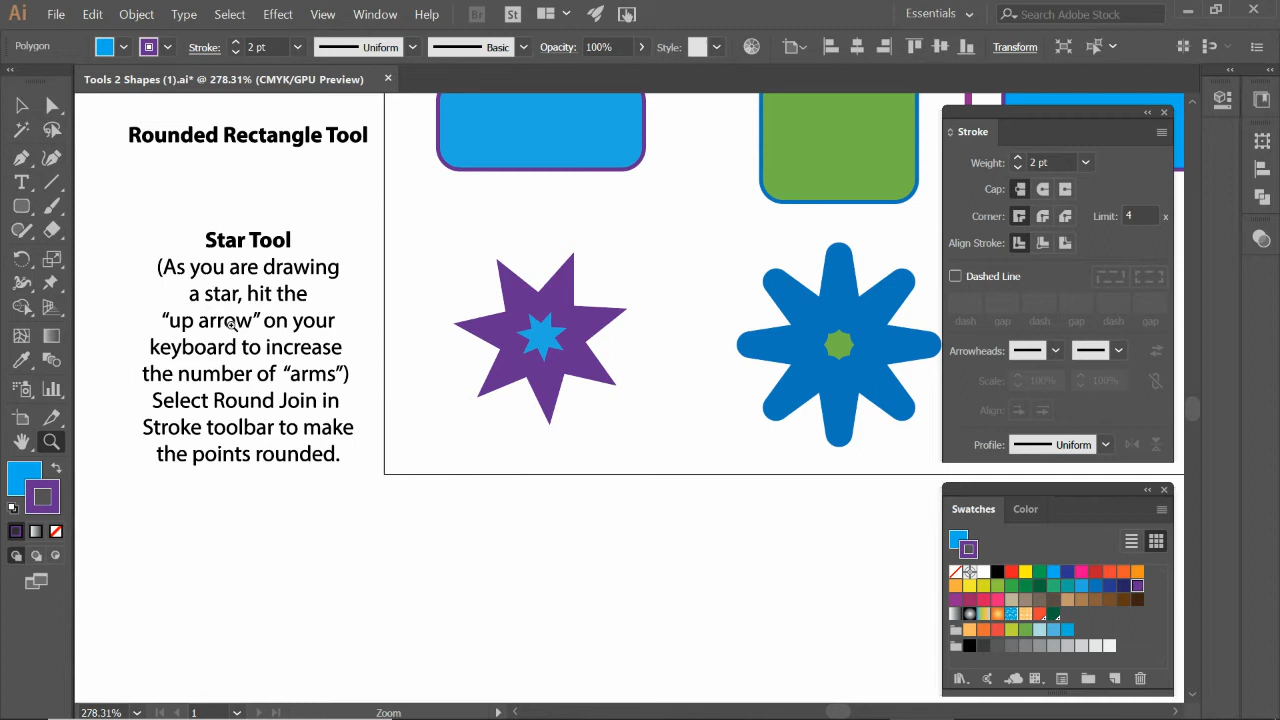 Ai File Edit Object Type Select Effect View Window Help Br St Essentials Search Adobe Stock
Polygon Stroke: 2 pt Uniform Basic Opacity: 100% Style: Transform
Tools 2 Shapes (1).ai* @ 278.31% (CMYK/GPU Preview)
Rounded Rectangle Tool
Star Tool
(As you are drawing
a star, hit the
“up arrow” on your
keyboard to increase
the number of “arms”)
Select Round Join in
Stroke toolbar to make
the points rounded.
Stroke
Weight: 2 pt
Cap:
Corner: Limit: 4 x
Align Stroke:
Dashed Line
dash gap dash gap dash gap
Arrowheads:
Scale: 100% 100%
Align:
Profile: Uniform
Swatches Color
278.31% 1 Zoom